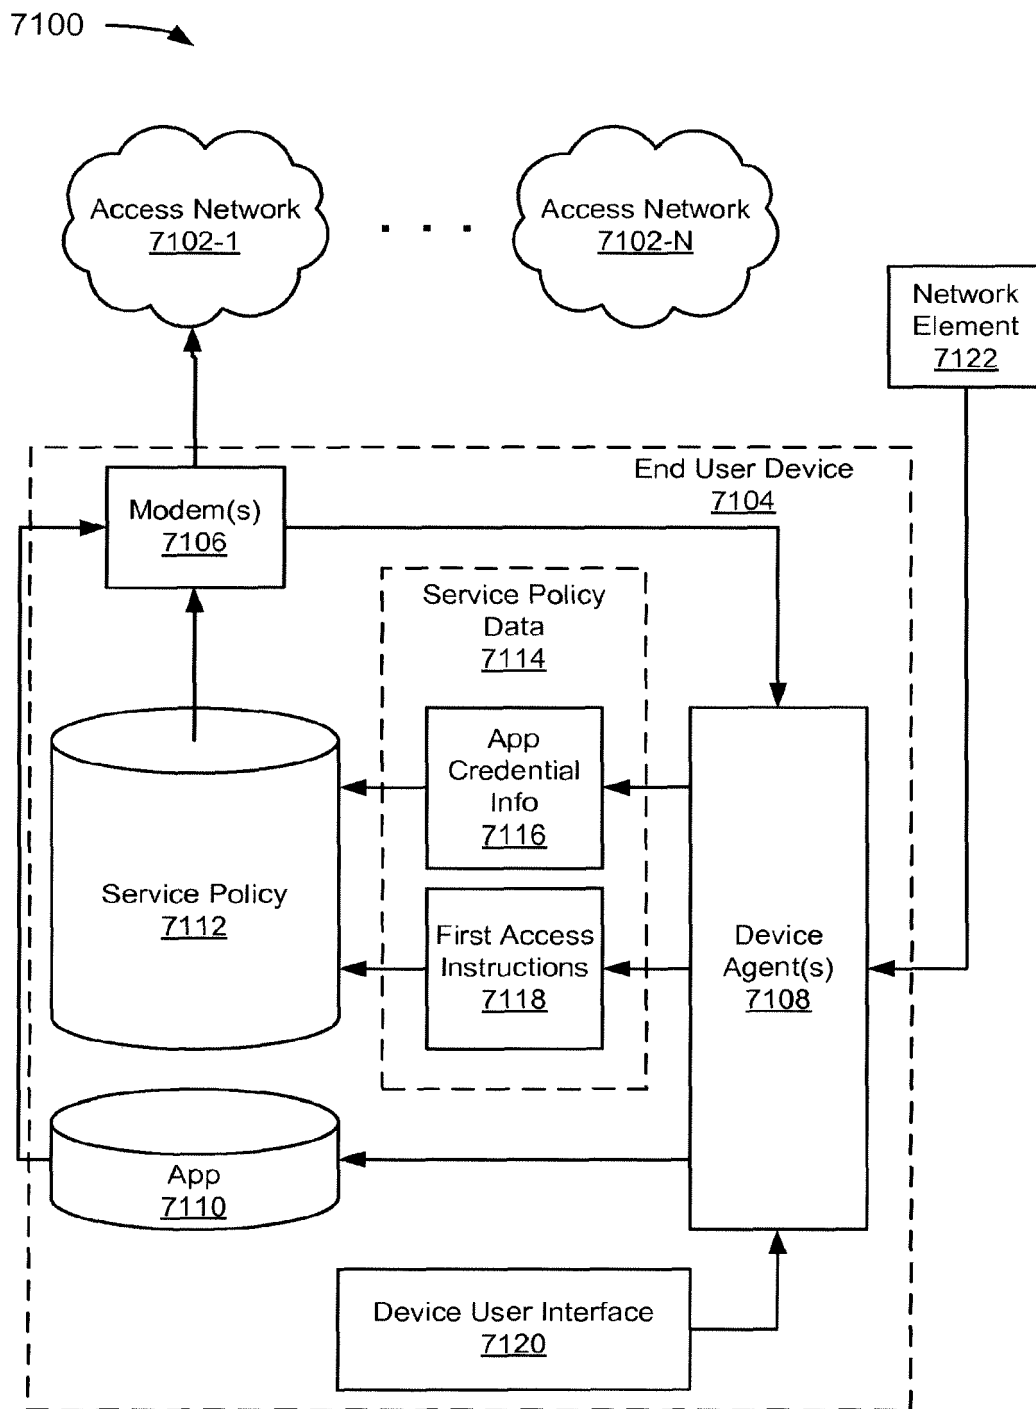 7100
Access Network
7102-1
. . .
Access Network
7102-N
Network
Element
7122
End User Device
7104
Modem(s)
7106
Service Policy
Data
7114
App
Credential
Info
7116
Service Policy
7112
First Access
Instructions
7118
Device
Agent(s)
7108
App
7110
Device User Interface
7120